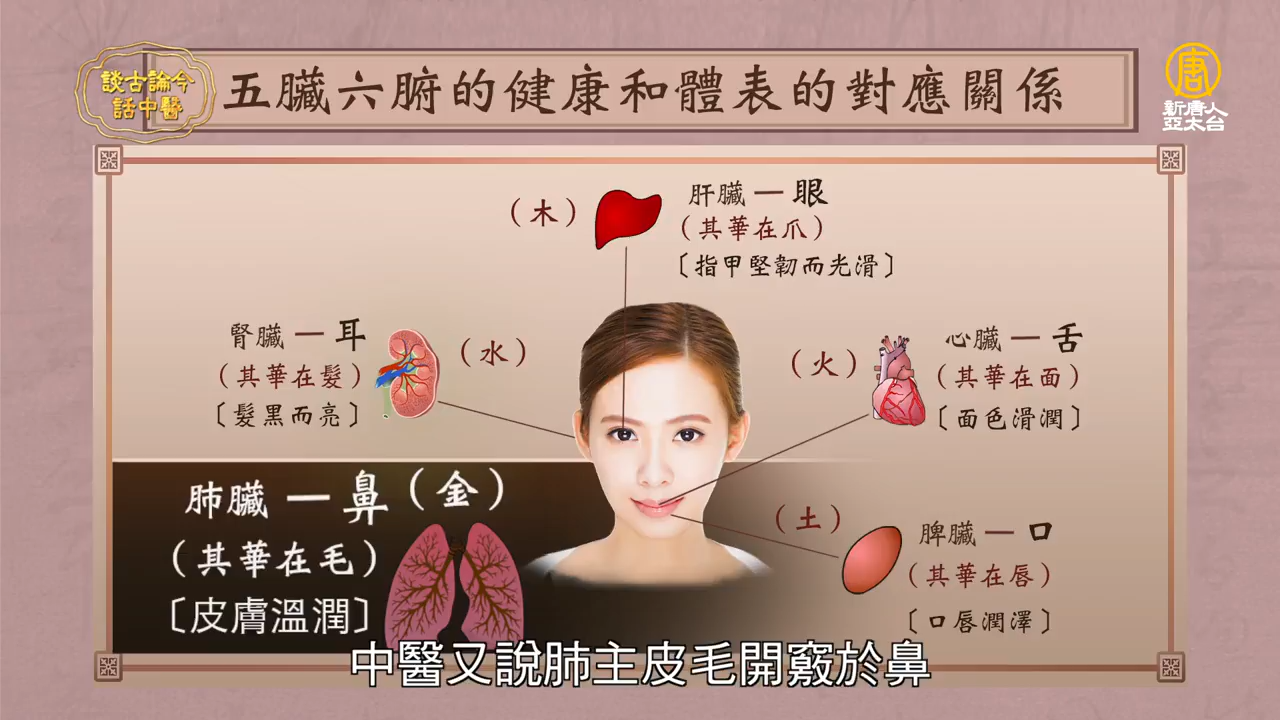 談古論今
話中醫
五臟六腑的健康和體表的對應關係
唐
新唐人
亞太台
(木)
肝臟 — 眼
(其華在爪)
〔指甲堅韌而光滑〕
腎臟 — 耳
(其華在髮)
〔髮黑而亮〕
(水)
(火)
心臟 — 舌
(其華在面)
〔面色滑潤〕
肺臟 — 鼻 (金)
(其華在毛)
〔皮膚溫潤〕
(土)
脾臟 — 口
(其華在唇)
〔口唇潤澤〕
中醫又說肺主皮毛開竅於鼻